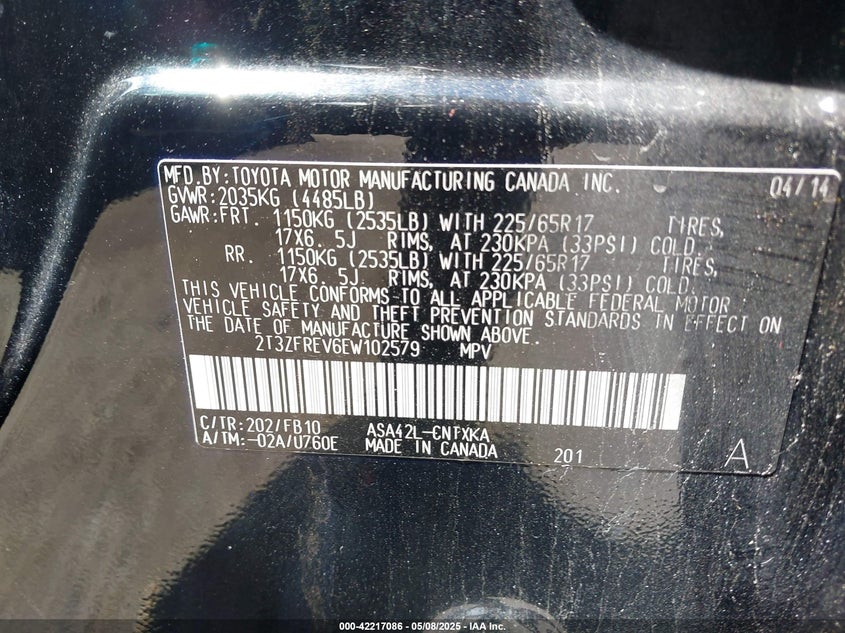 MFD.BY:TOYOTA MOTOR MANUFACTURING CANADA INC. 04/14
GVWR:2035KG (4485LB)
GAWR:FRT. 1150KG (2535LB) WITH 225/65R17 TIRES,
17X6.5J RIMS, AT 230KPA (33PSI) COLD.
RR. 1150KG (2535LB) WITH 225/65R17 TIRES,
17X6.5J RIMS, AT 230KPA (33PSI) COLD.
THIS VEHICLE CONFORMS TO ALL APPLICABLE FEDERAL MOTOR
VEHICLE SAFETY AND THEFT PREVENTION STANDARDS IN EFFECT ON
THE DATE OF MANUFACTURE SHOWN ABOVE.
2T3ZFREV6EW102579 MPV
C/TR:202/FB10 ASA42L-CNTXKA
A/TM:-02A/U760E MADE IN CANADA 201 A
000-42217086 - 05/08/2025 - IAA Inc.